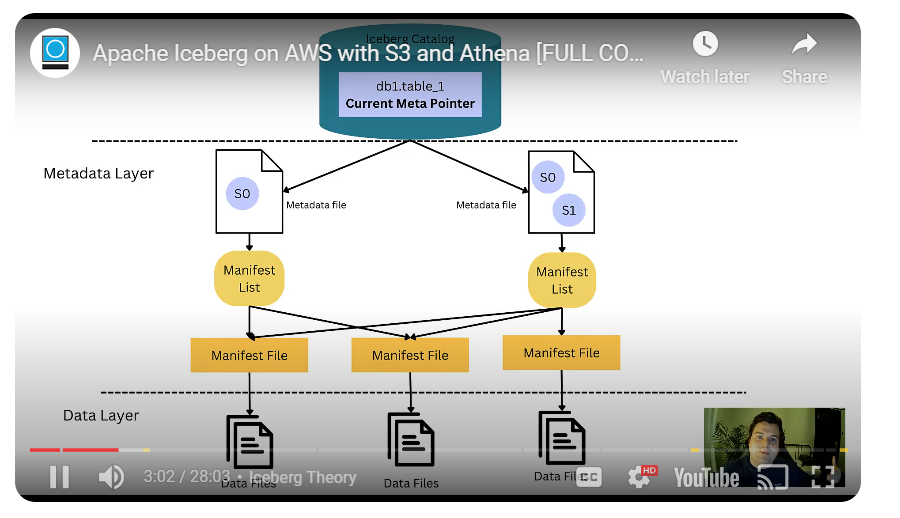 Iceberg Catalog
Apache Iceberg on AWS with S3 and Athena [FULL CO...
Watch later
Share
db1.table_1
Current Meta Pointer
Metadata Layer
S0
Metadata file
Metadata file
S0
S1
Manifest
List
Manifest
List
Manifest File
Manifest File
Manifest File
Data Layer
3:02 / 28:03 • Iceberg Theory
CC
HD
YouTube
Data Files
Data Files
Data Files